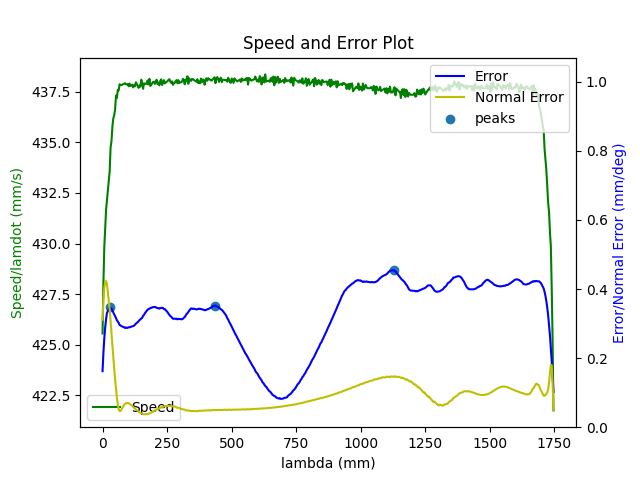 Speed and Error Plot
Error
Normal Error
peaks
Speed
437.5
435.0
432.5
430.0
427.5
425.0
422.5
Speed/lamdot (mm/s)
1.0
0.8
0.6
0.4
0.2
0.0
Error/Normal Error (mm/deg)
0
250
500
750
1000
1250
1500
1750
lambda (mm)